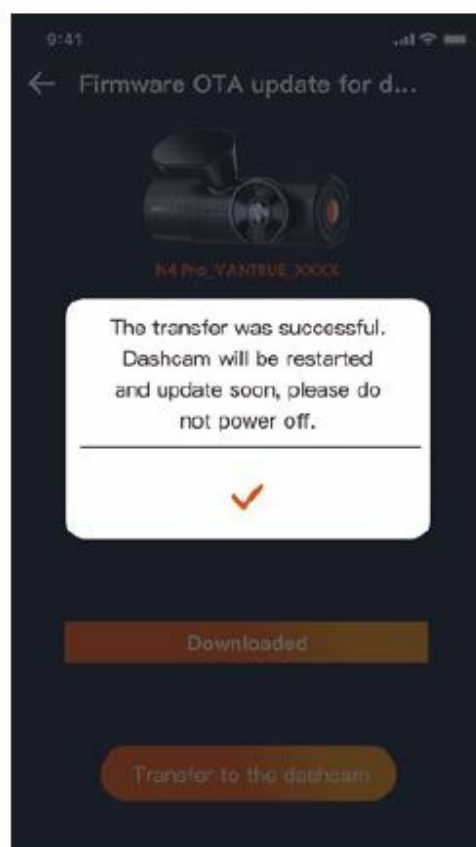 9:41
Firmware OTA update for d...
N4 Pro_VANTRUE_XXXX
The transfer was successful.
Dashcam will be restarted
and update soon, please do
not power off.
Downloaded
Transfer to the dashcam